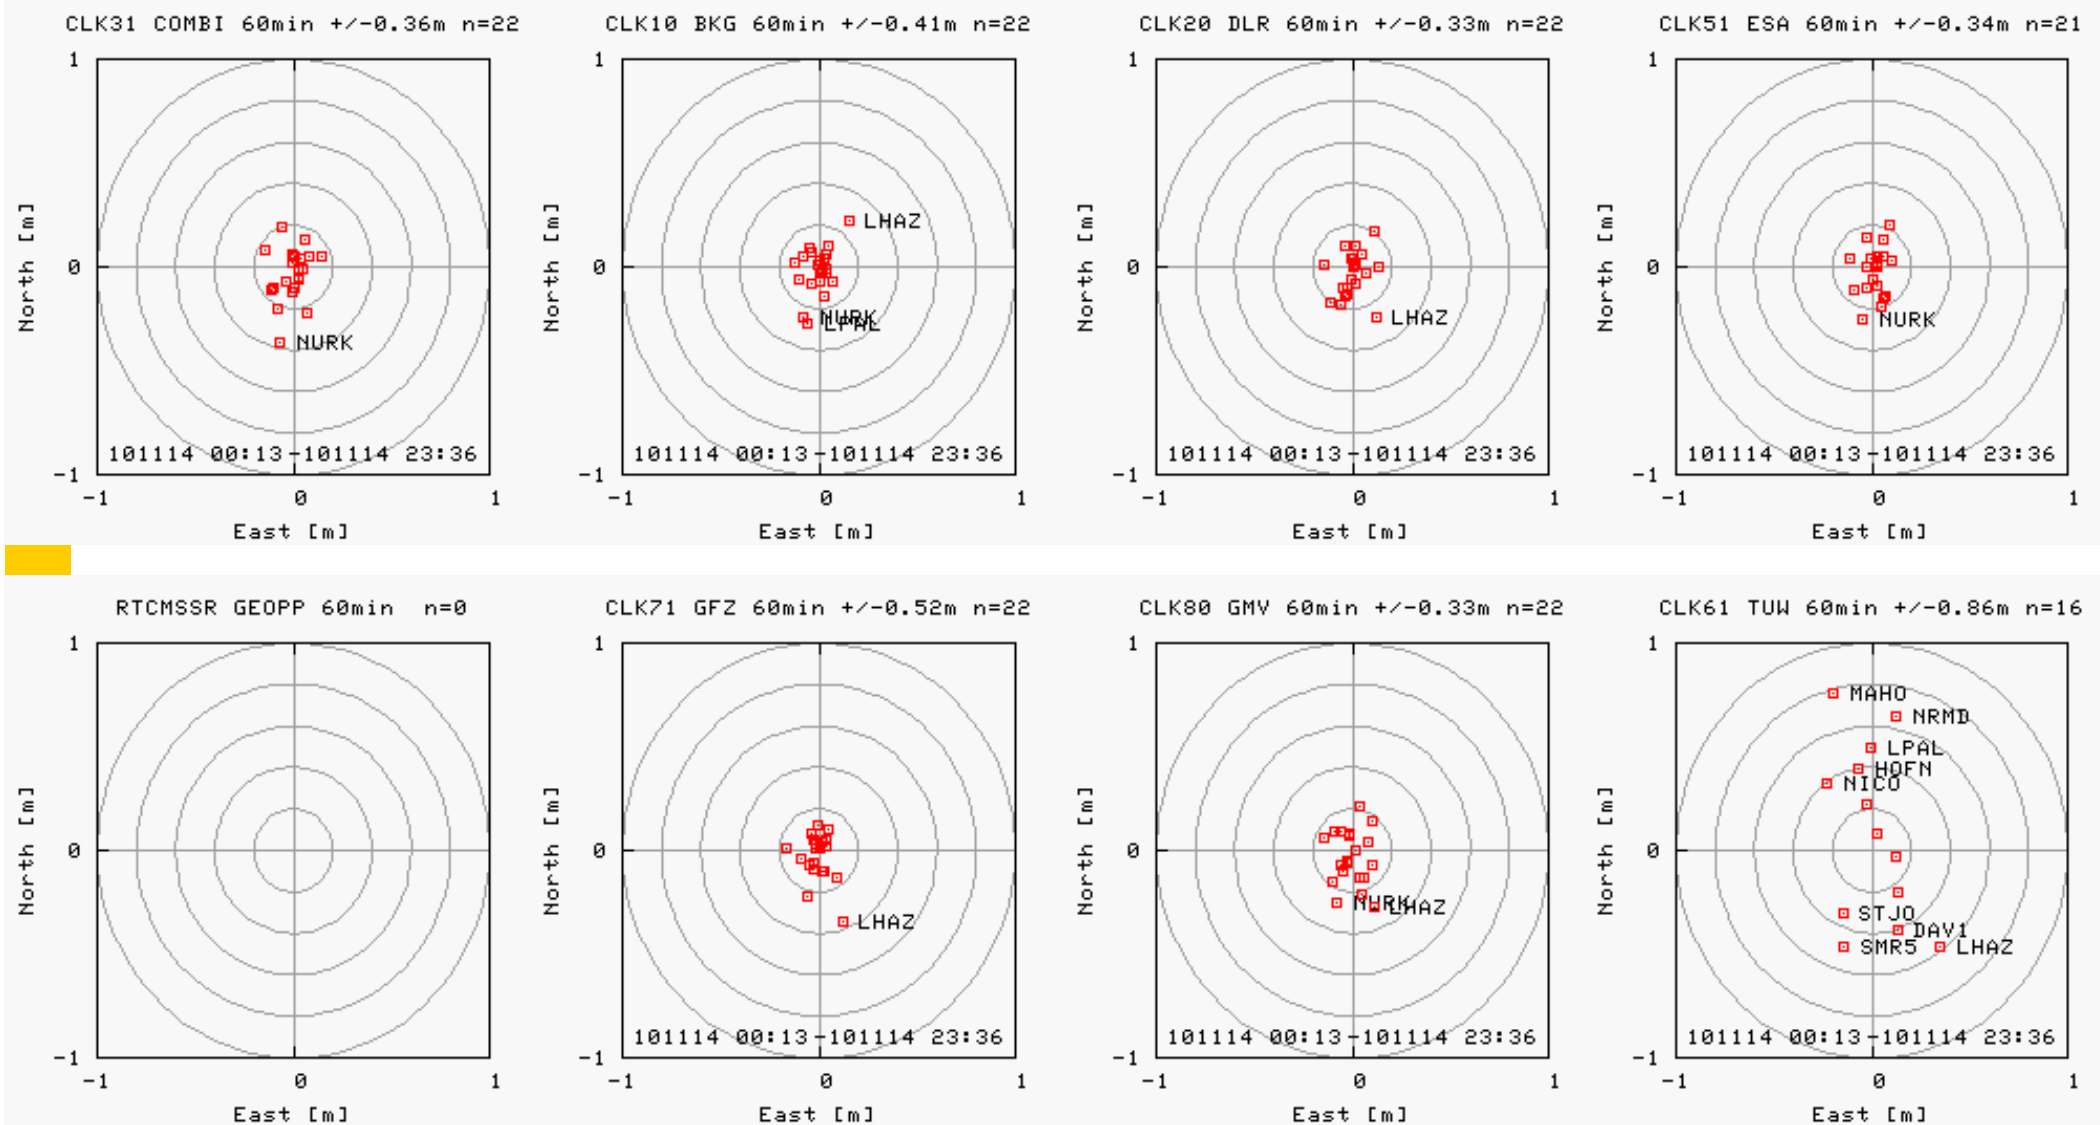 CLK31 COMBI 60min +/-0.36m n=22
1
North [m]
0
NURK
101114 00:13-101114 23:36
-1
-1 0 1
East [m]
CLK10 BKG 60min +/-0.41m n=22
1
LHAZ
North [m]
0
NURK
LPAL
101114 00:13-101114 23:36
-1
-1 0 1
East [m]
CLK20 DLR 60min +/-0.33m n=22
1
North [m]
0
LHAZ
101114 00:13-101114 23:36
-1
-1 0 1
East [m]
CLK51 ESA 60min +/-0.34m n=21
1
North [m]
0
NURK
101114 00:13-101114 23:36
-1
-1 0 1
East [m]
RTCMSSR GEOPP 60min n=0
1
North [m]
0
-1
-1 0 1
East [m]
CLK71 GFZ 60min +/-0.52m n=22
1
North [m]
0
LHAZ
101114 00:13-101114 23:36
-1
-1 0 1
East [m]
CLK80 GMV 60min +/-0.33m n=22
1
North [m]
0
NURK
LHAZ
101114 00:13-101114 23:36
-1
-1 0 1
East [m]
CLK61 TUW 60min +/-0.86m n=16
1
MAHO
NRMD
LPAL
HOFN
NICO
North [m]
0
STJO
DAV1
SMR5 LHAZ
101114 00:13-101114 23:36
-1
-1 0 1
East [m]